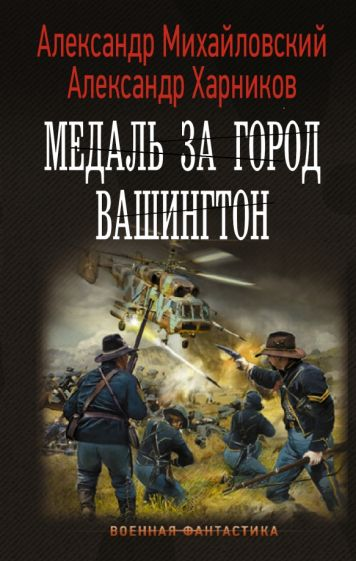 Александр Михайловский
Александр Харников
МЕДАЛЬ ЗА ГОРОД
ВАШИНГТОН
ВОЕННАЯ ФАНТАСТИКА